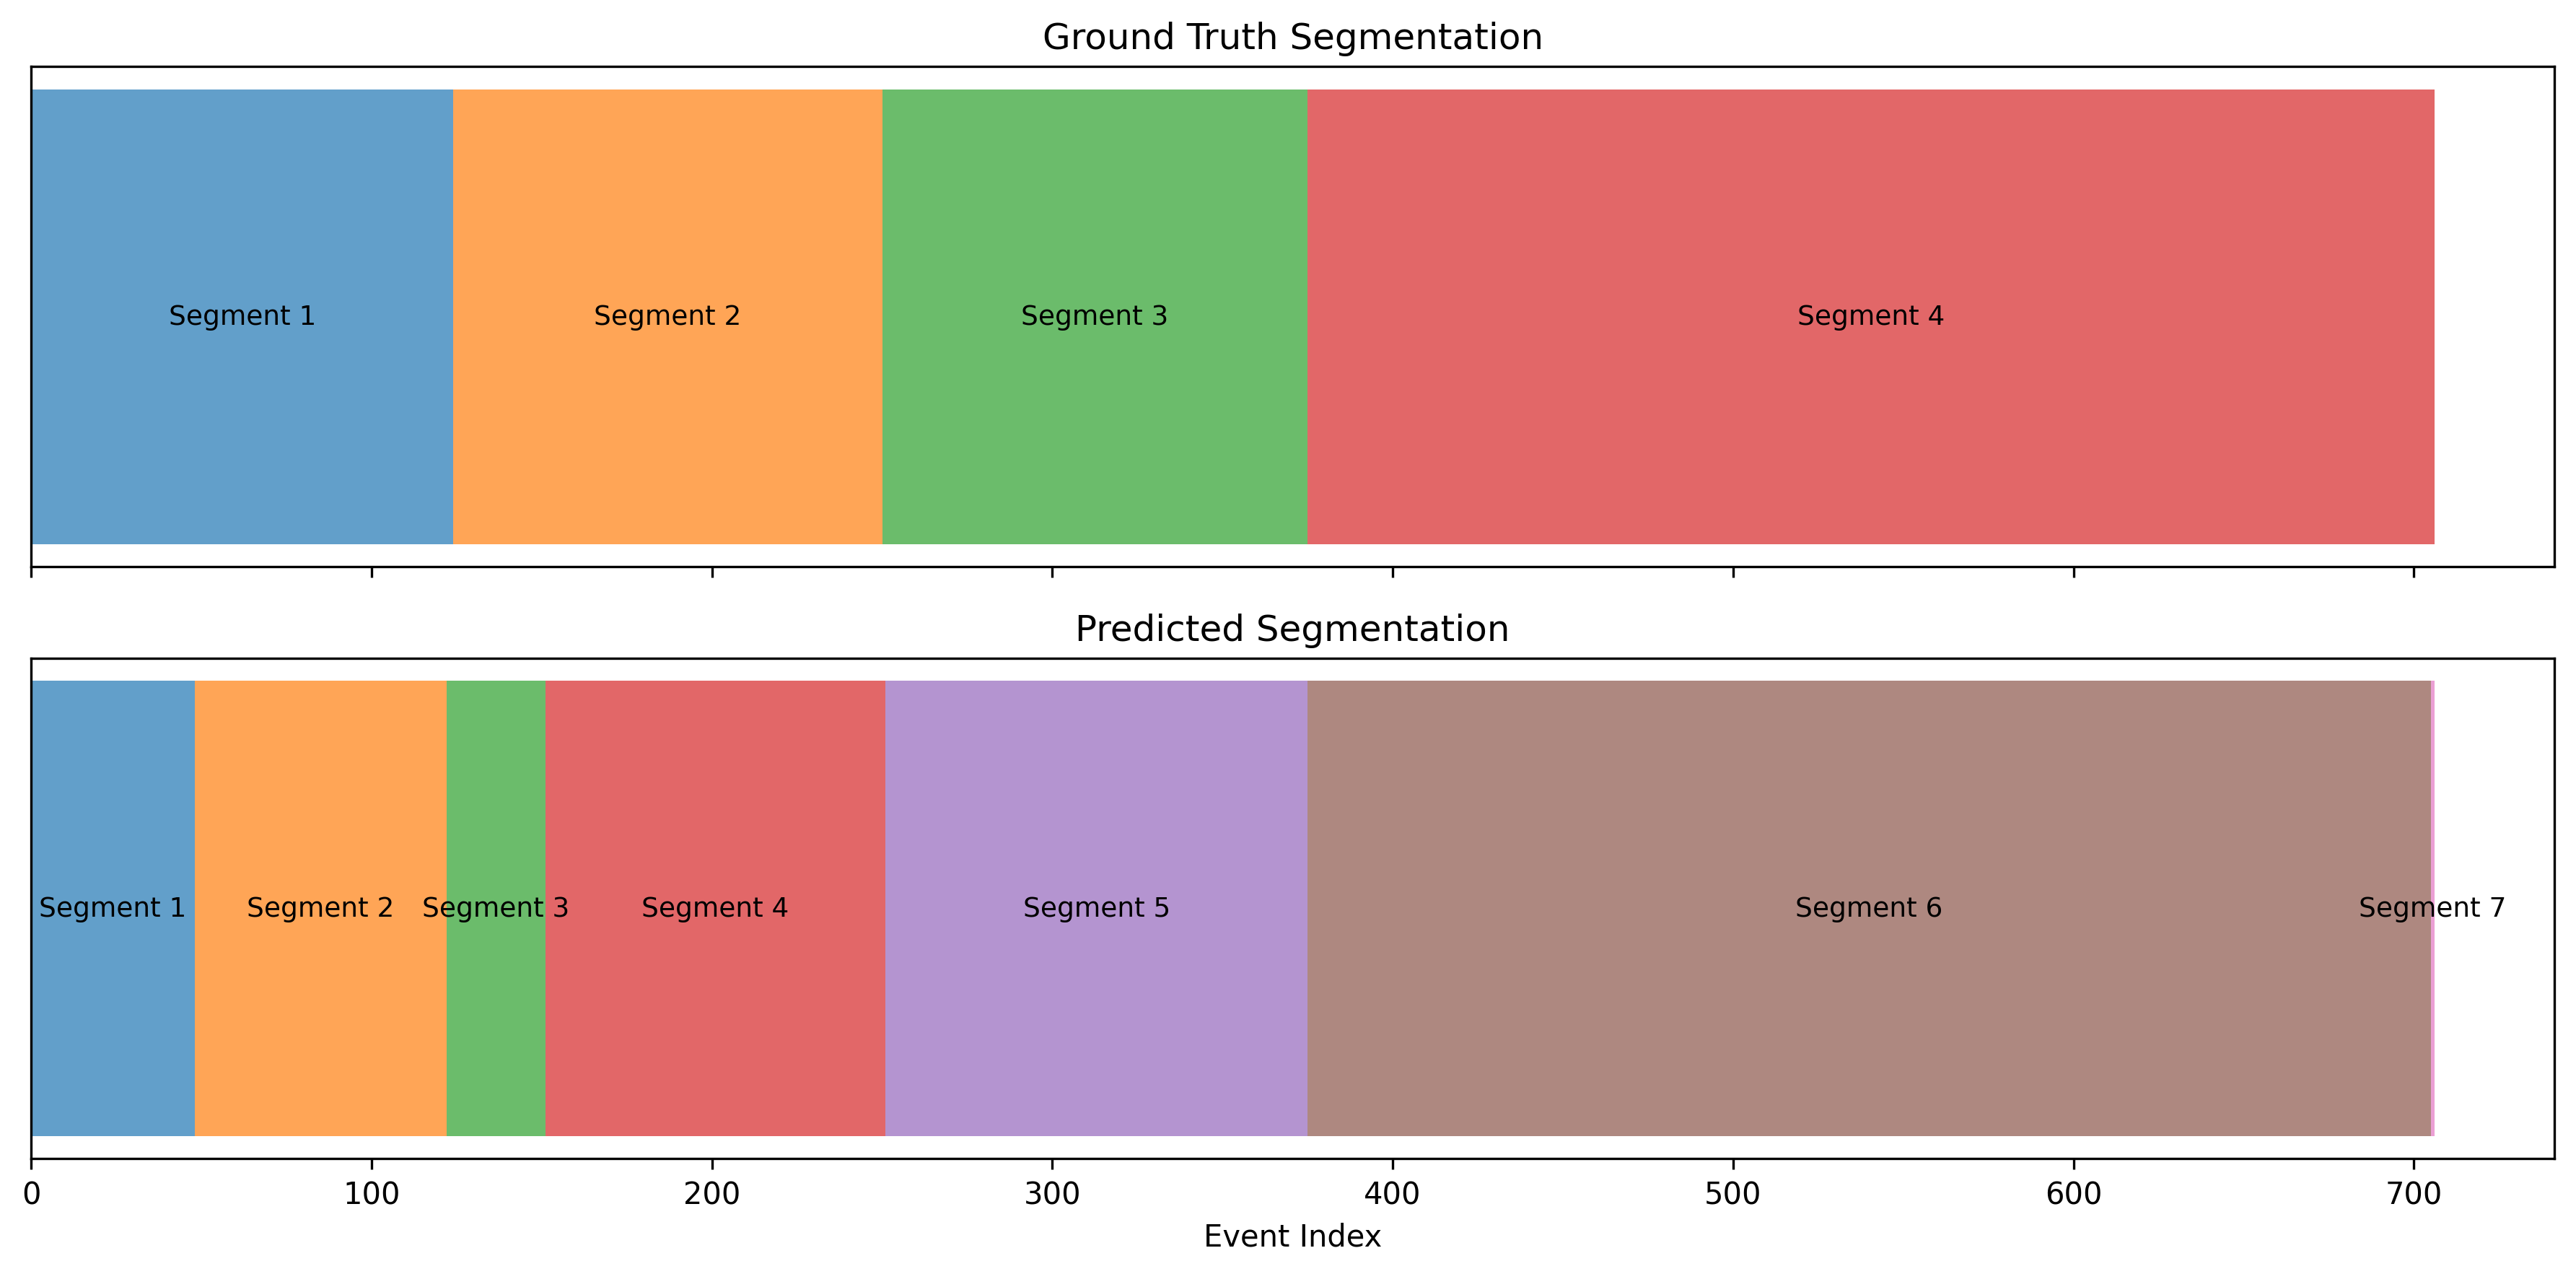 Ground Truth Segmentation
Segment 1 Segment 2 Segment 3 Segment 4
Predicted Segmentation
Segment 1 Segment 2 Segment 3 Segment 4 Segment 5 Segment 6 Segment 7
0 100 200 300 400 500 600 700
Event Index